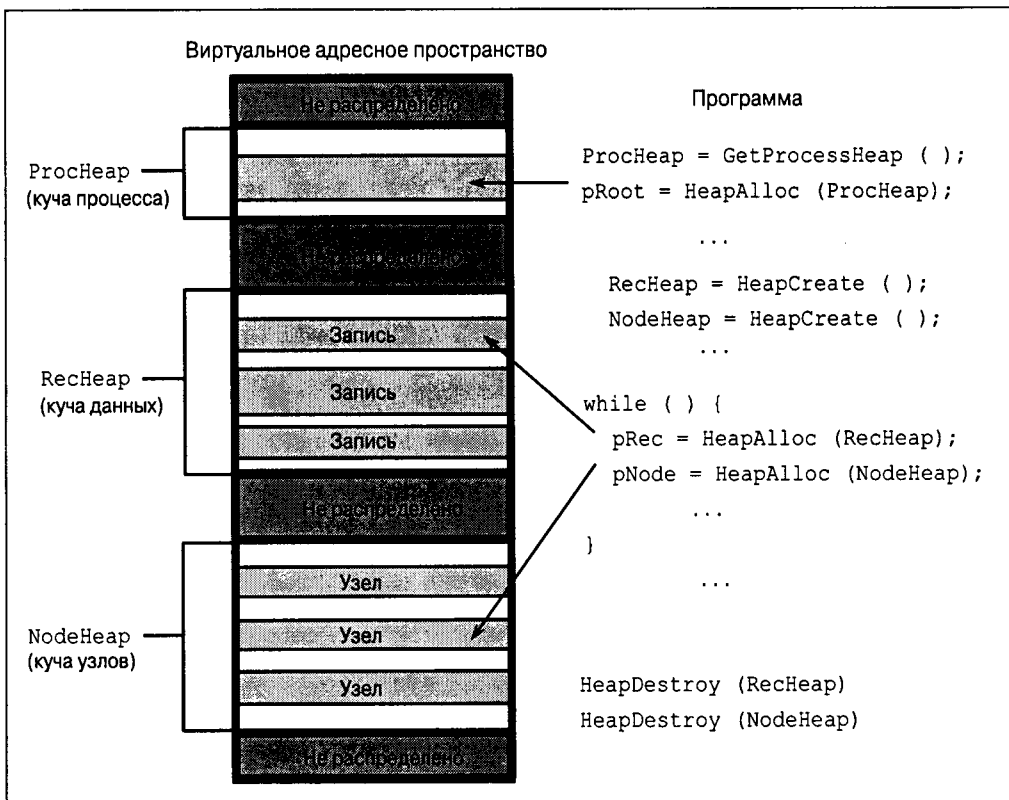 Виртуальное адресное пространство
Не распределено
ProcHeap
(куча процесса)
Не распределено
RecHeap
(куча данных)
Запись
Запись
Запись
Не распределено
NodeHeap
(куча узлов)
Узел
Узел
Узел
Не распределено
Программа
ProcHeap = GetProcessHeap ( );
pRoot = HeapAlloc (ProcHeap);
...
RecHeap = HeapCreate ( );
NodeHeap = HeapCreate ( );
...
while ( ) {
pRec = HeapAlloc (RecHeap);
pNode = HeapAlloc (NodeHeap);
...
}
...
HeapDestroy (RecHeap)
HeapDestroy (NodeHeap)